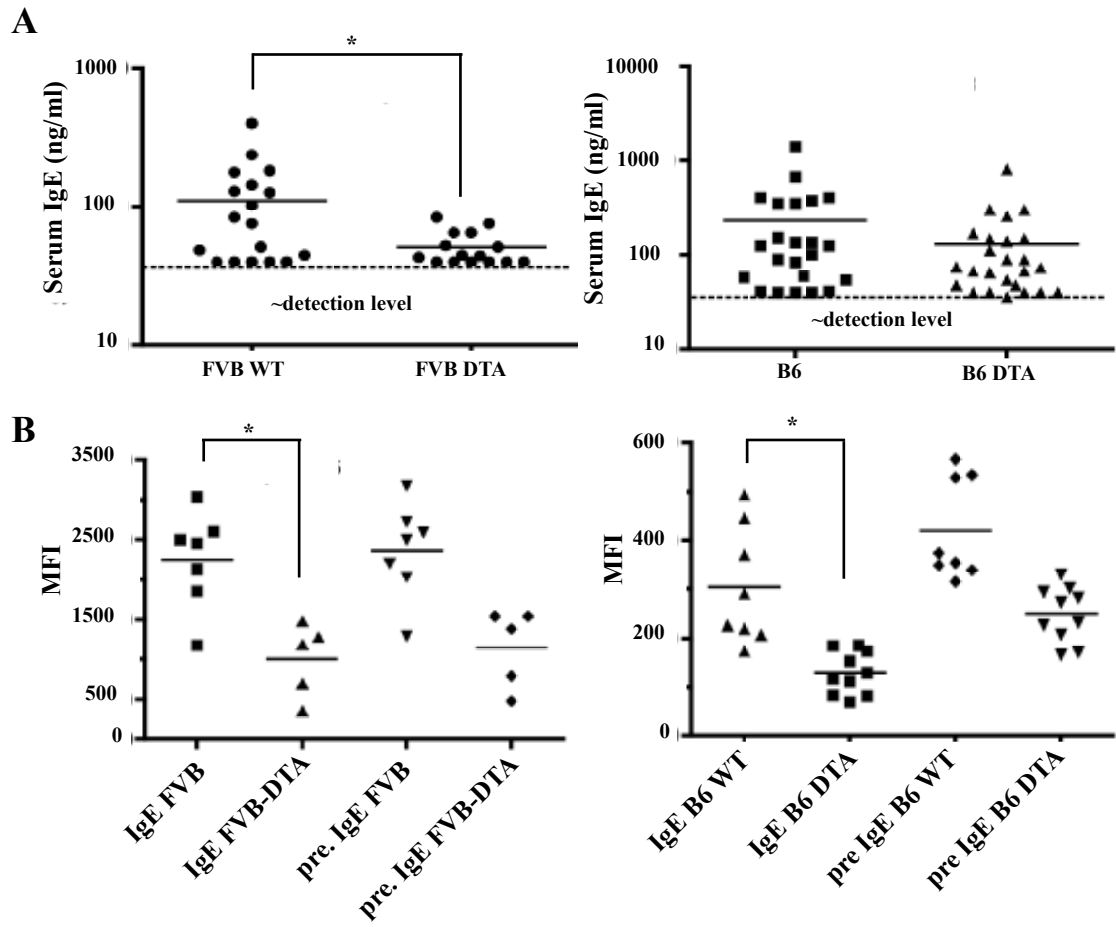 A
*
Serum IgE (ng/ml)
1000
100
10
~detection level
FVB WT
FVB DTA
Serum IgE (ng/ml)
10000
1000
100
10
~detection level
B6
B6 DTA
B
*
MFI
3500
2500
1500
500
0
IgE FVB
IgE FVB-DTA
pre. IgE FVB
pre. IgE FVB-DTA
*
MFI
600
400
200
0
IgE B6 WT
IgE B6 DTA
pre IgE B6 WT
pre IgE B6 DTA